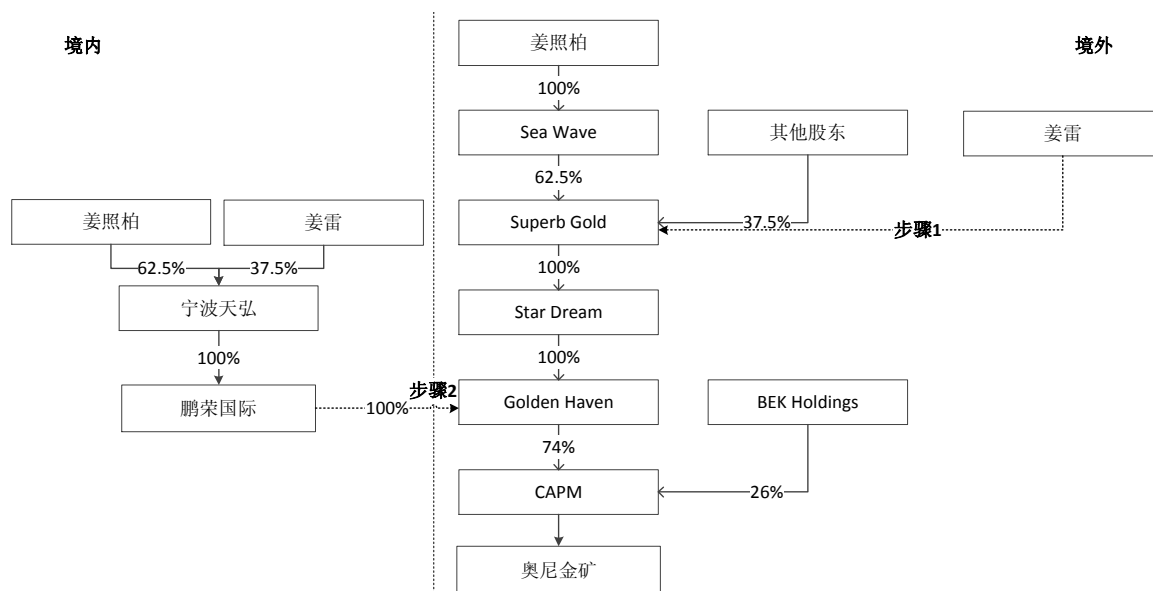 境内
姜照柏
境外
100%
Sea Wave
其他股东
姜雷
62.5%
姜照柏
姜雷
Superb Gold
37.5%
步骤1
62.5%
37.5%
100%
宁波天弘
Star Dream
100%
100%
步骤2
鹏荣国际
100%
Golden Haven
BEK Holdings
74%
CAPM
26%
奥尼金矿